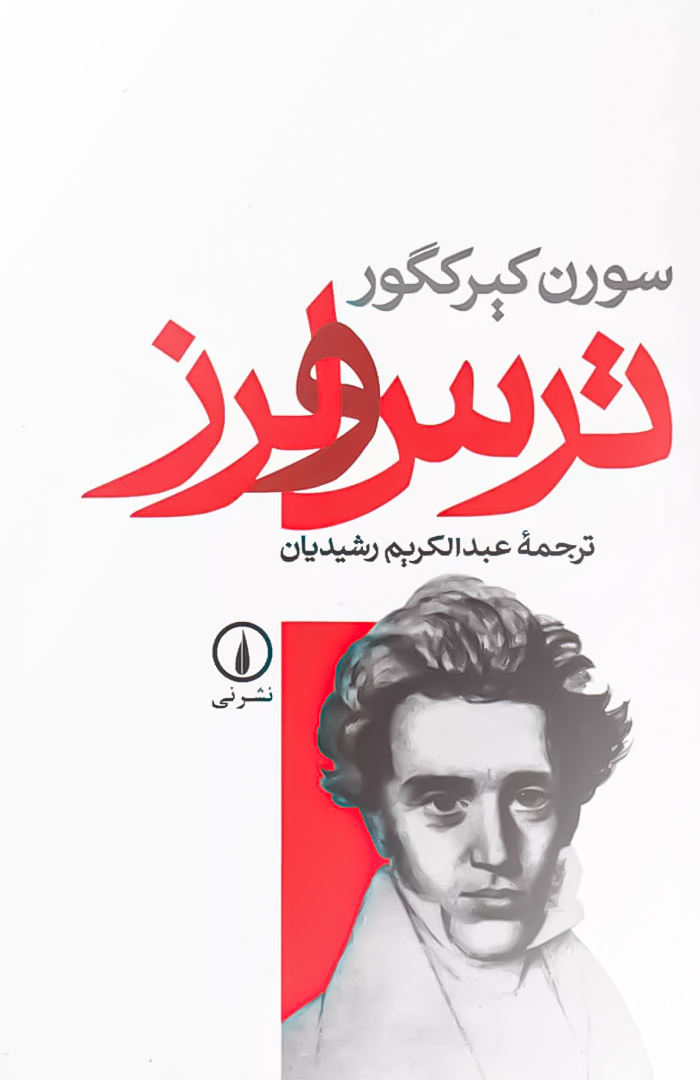 سورن کیرکگور
ترس و لرز
ترجمهٔ عبدالکریم رشیدیان
نشر نی